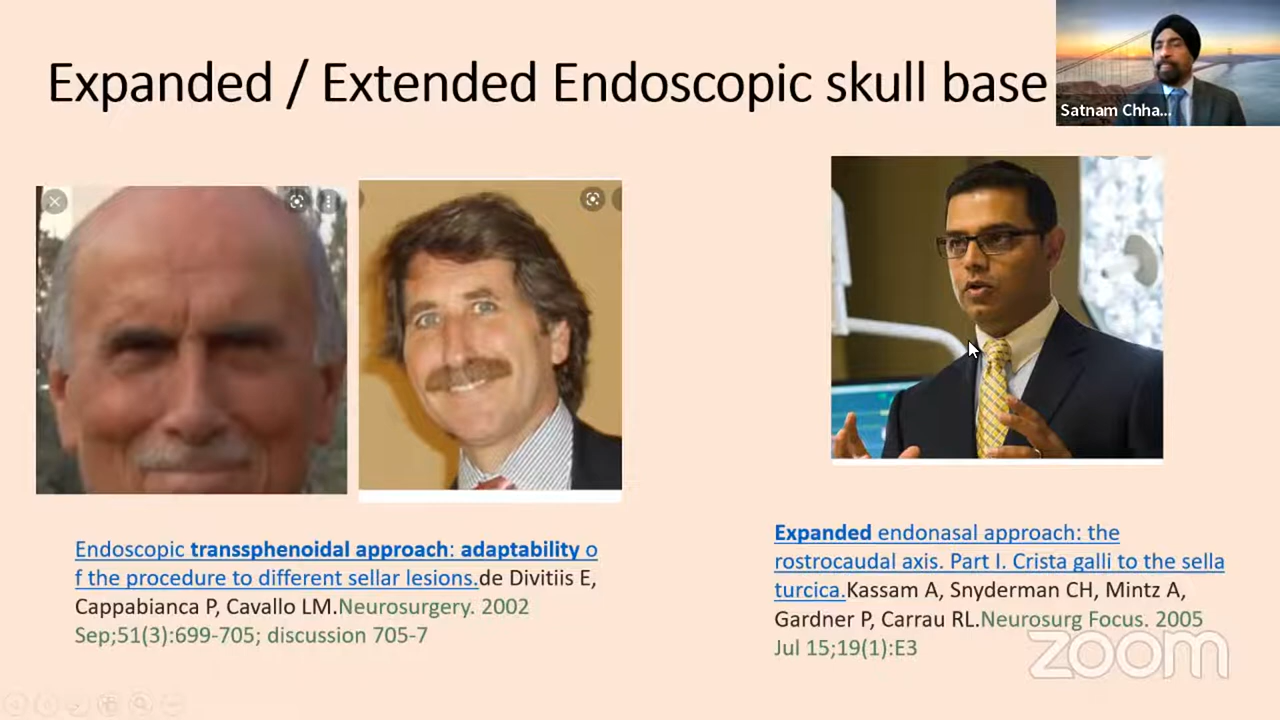 Expanded / Extended Endoscopic skull base
Satnam Chha...
Endoscopic transsphenoidal approach: adaptability o
f the procedure to different sellar lesions.de Divitiis E,
Cappabianca P, Cavallo LM.Neurosurgery. 2002
Sep;51(3):699-705; discussion 705-7
Expanded endonasal approach: the
rostrocaudal axis. Part I. Crista galli to the sella
turcica.Kassam A, Snyderman CH, Mintz A,
Gardner P, Carrau RL.Neurosurg Focus. 2005
Jul 15;19(1):E3
zoom